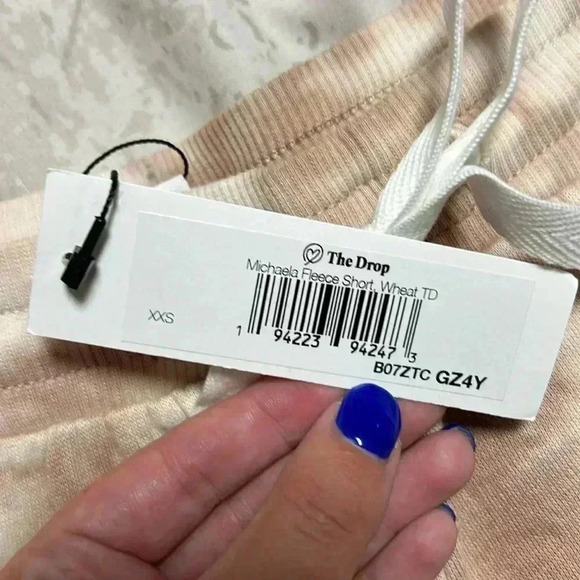 The Drop
Michaela Fleece Short, Wheat TD
XXS
1 94223 94247 3
B07ZTC GZ4Y